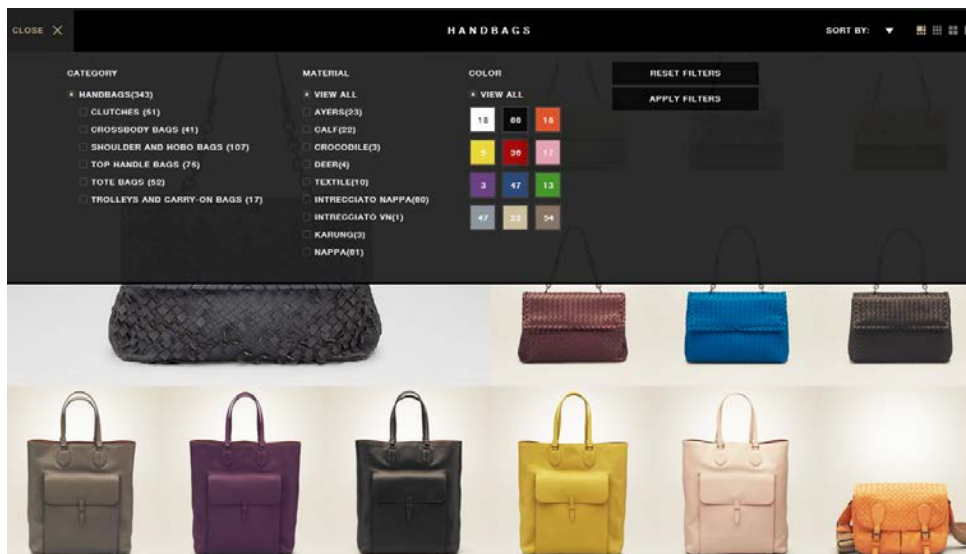 CLOSE X
HANDBAGS
SORT BY:
CATEGORY
HANDBAGS(343)
CLUTCHES (51)
CROSSBODY BAGS (41)
SHOULDER AND HOBO BAGS (107)
TOP HANDLE BAGS (75)
TOTE BAGS (52)
TROLLEYS AND CARRY-ON BAGS (17)
MATERIAL
VIEW ALL
AYERS(23)
CALF(22)
CROCODILE(3)
DEER(4)
TEXTILE(10)
INTRECCIATO NAPPA(60)
INTRECCIATO VN(1)
KARUNG(3)
NAPPA(61)
COLOR
VIEW ALL
18 66 18
5 36 17
3 47 13
47 22 54
RESET FILTERS
APPLY FILTERS